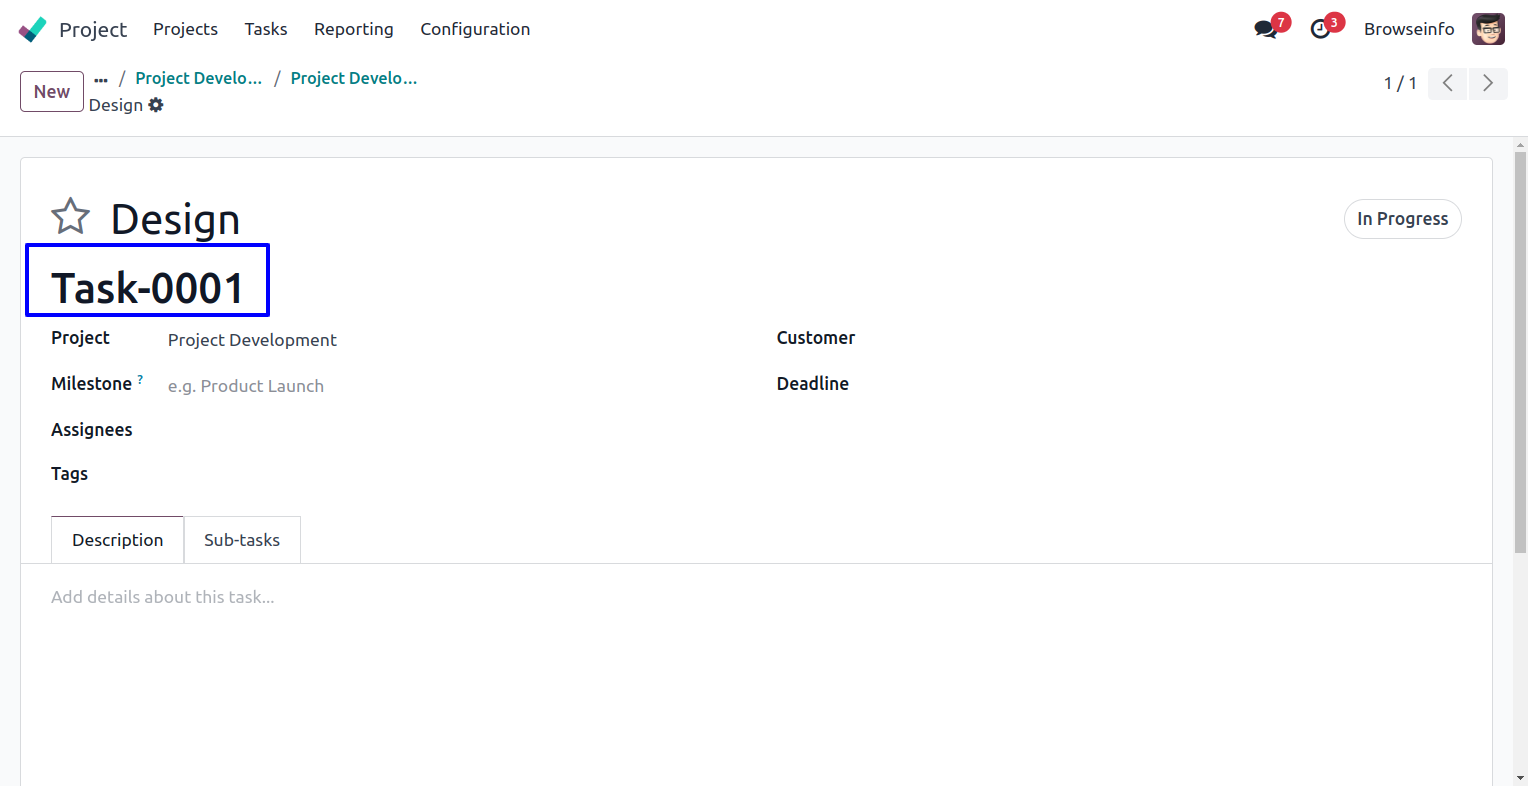 Project Projects Tasks Reporting Configuration 7 3 Browseinfo
New ... / Project Develo... / Project Develo... 1 / 1
Design
Design In Progress
Task-0001
Project Project Development Customer
Milestone ? e.g. Product Launch Deadline
Assignees
Tags
Description Sub-tasks
Add details about this task...